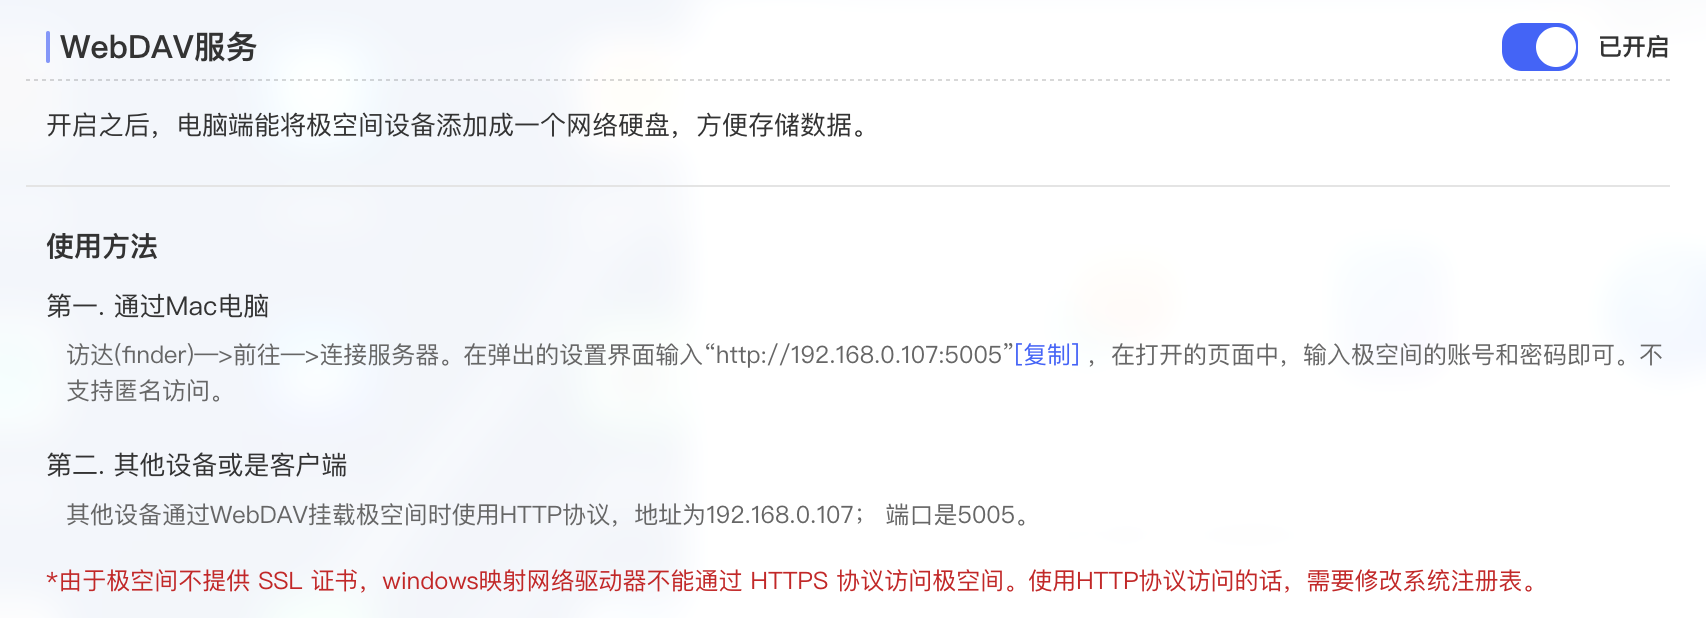 WebDAV服务
已开启
开启之后，电脑端能将极空间设备添加成一个网络硬盘，方便存储数据。
使用方法
第一. 通过Mac电脑
访达(finder)—>前往—>连接服务器。在弹出的设置界面输入“http://192.168.0.107:5005”[复制] ，在打开的页面中，输入极空间的账号和密码即可。不
支持匿名访问。
第二. 其他设备或是客户端
其他设备通过WebDAV挂载极空间时使用HTTP协议，地址为192.168.0.107； 端口是5005。
*由于极空间不提供 SSL 证书，windows映射网络驱动器不能通过 HTTPS 协议访问极空间。使用HTTP协议访问的话，需要修改系统注册表。